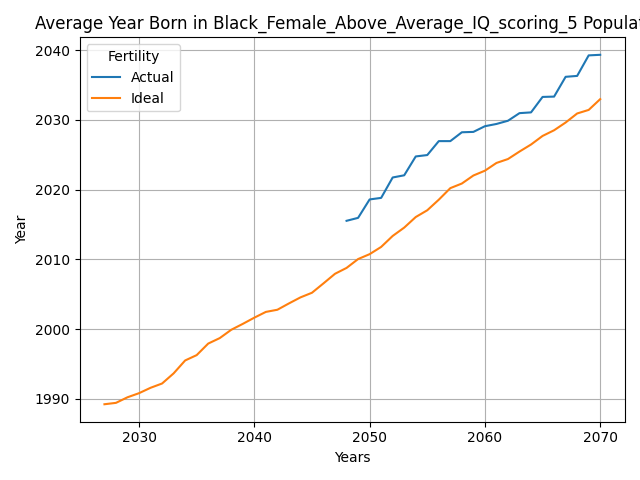 Average Year Born in Black_Female_Above_Average_IQ_scoring_5 Populat
Fertility
Actual
Ideal
2040
2030
2020
2010
2000
1990
Year
2030
2040
2050
2060
2070
Years